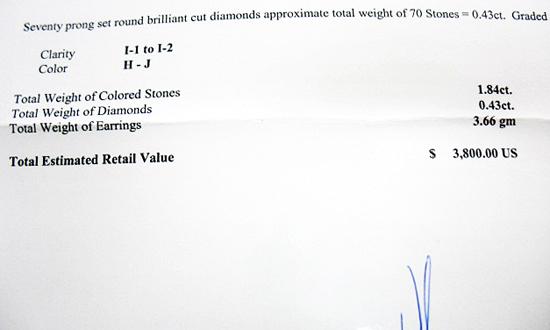 Seventy prong set round brilliant cut diamonds approximate total weight of 70 Stones = 0.43ct. Graded
Clarity I-1 to I-2
Color H - J
Total Weight of Colored Stones 1.84ct.
Total Weight of Diamonds 0.43ct.
Total Weight of Earrings 3.66 gm
Total Estimated Retail Value $ 3,800.00 US